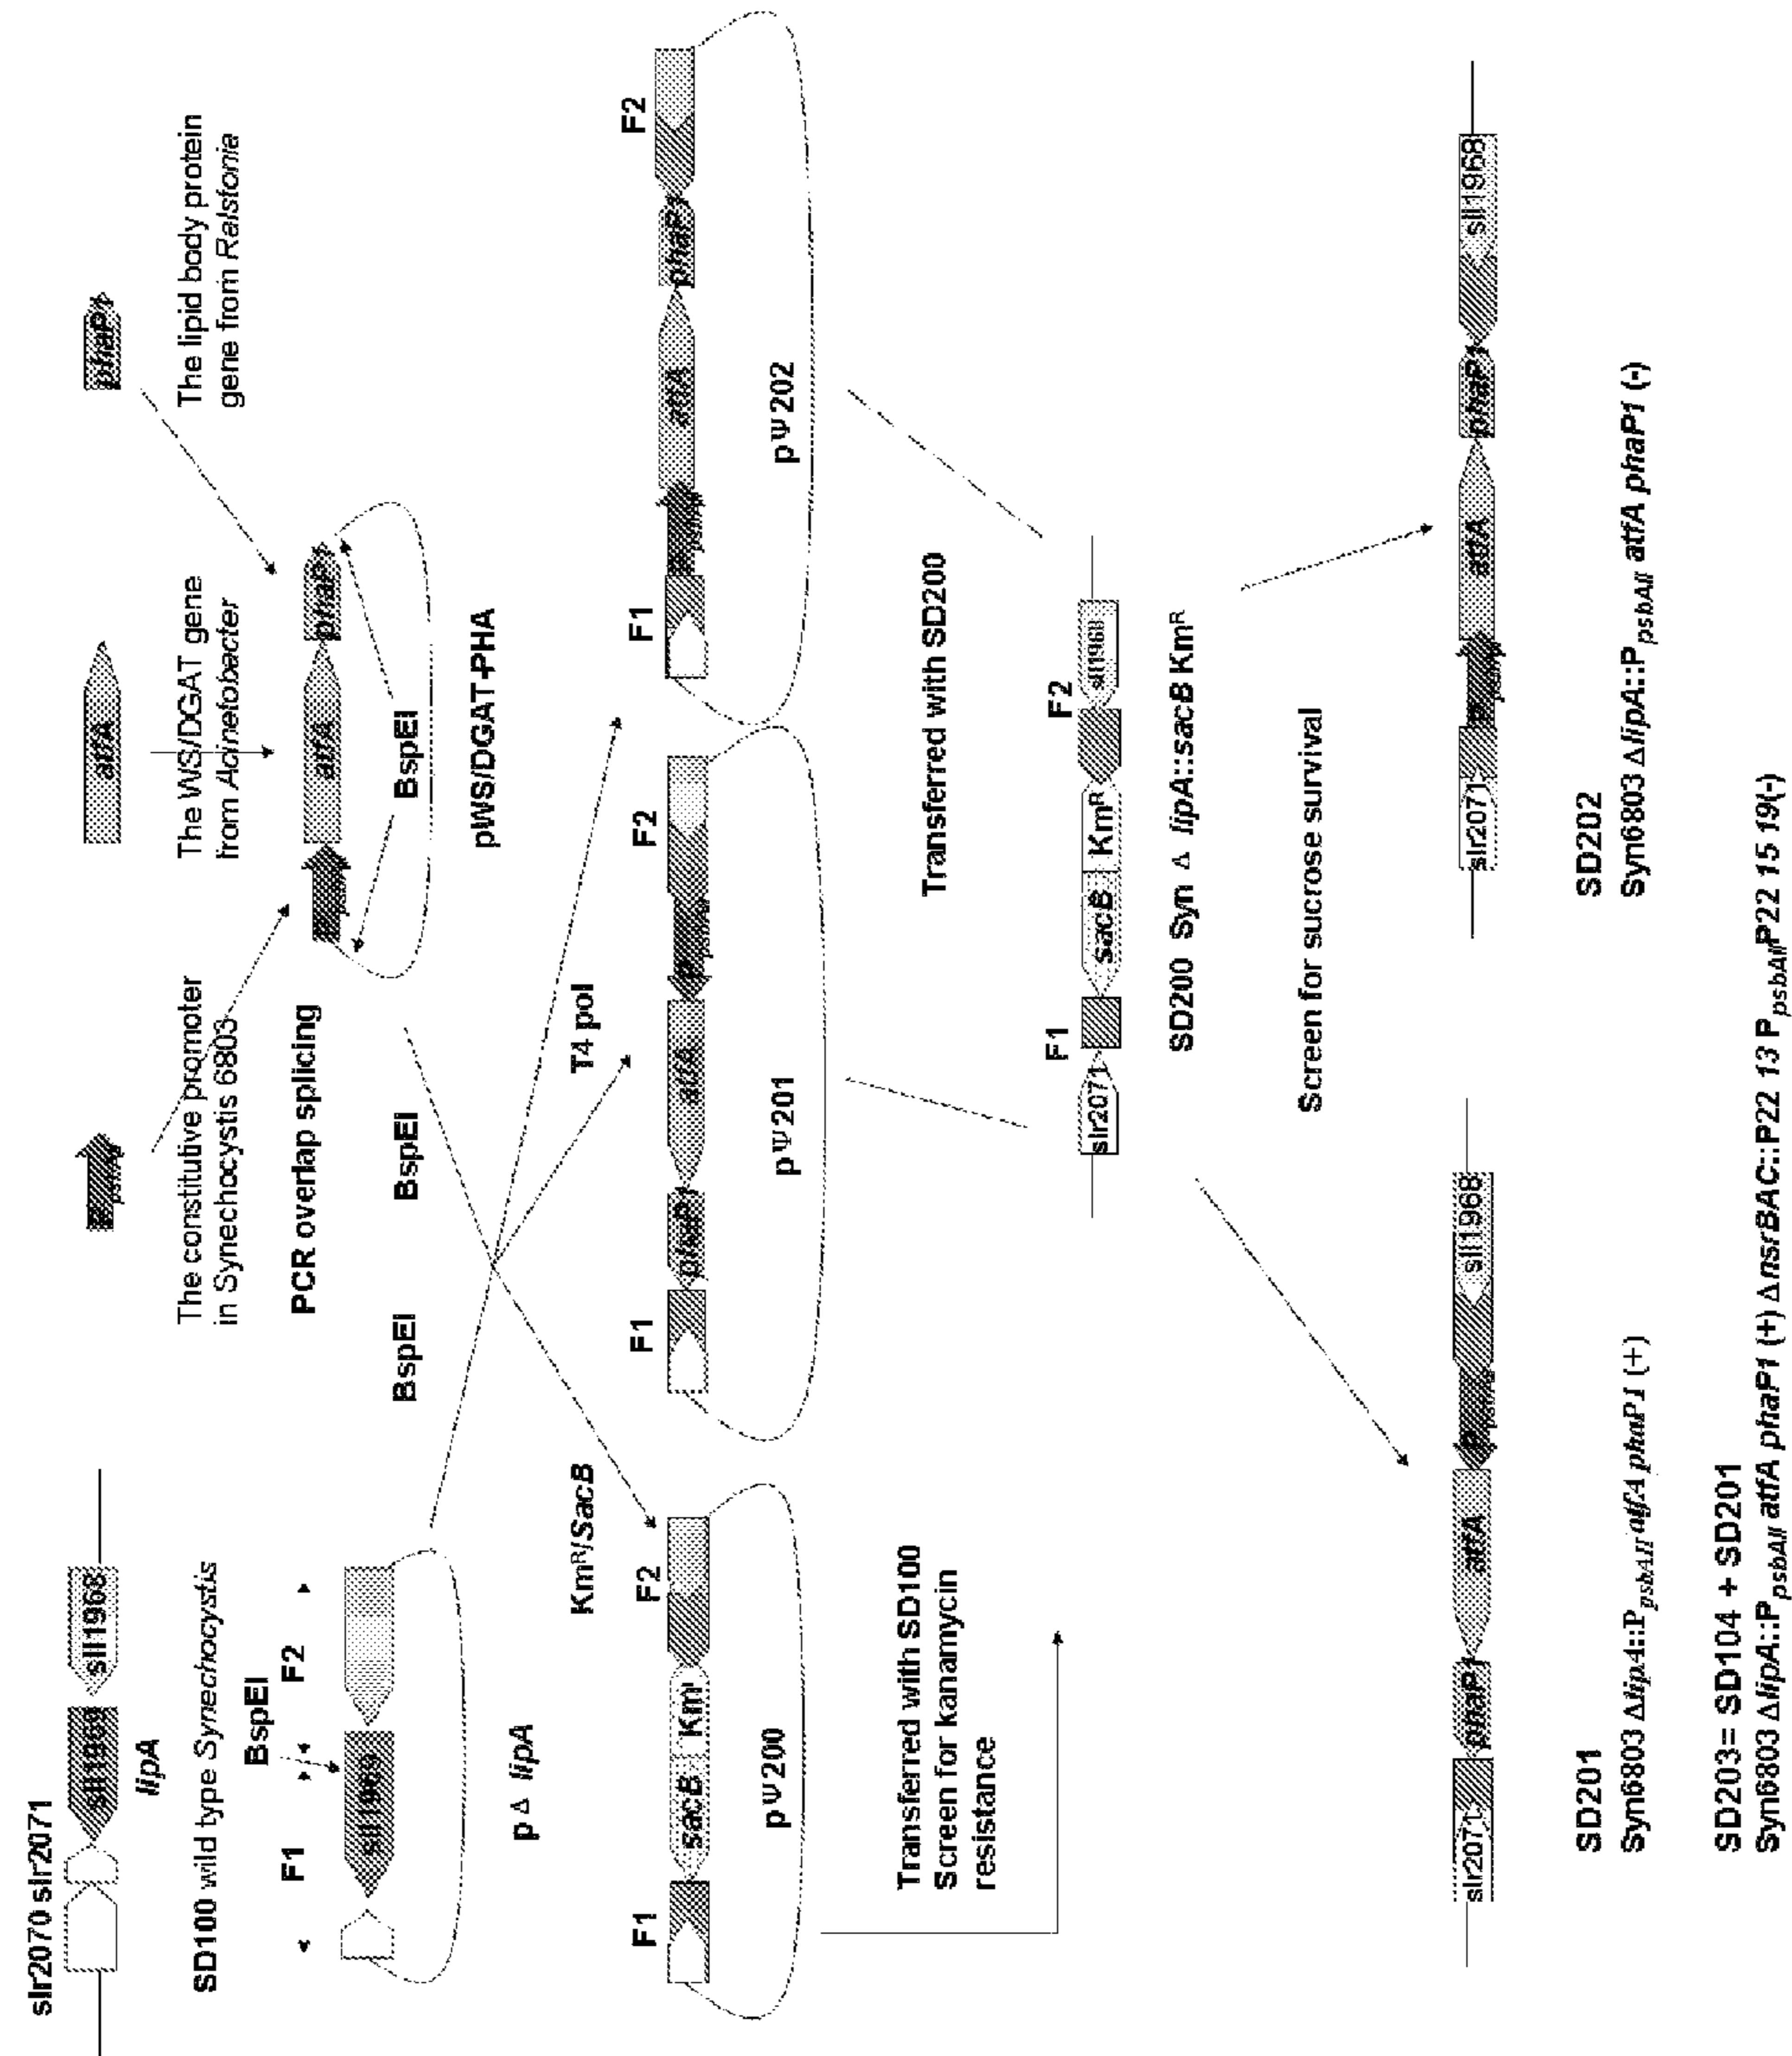 slr2070 slr2071
sll1969
sll1968
lipA
SD100 wild type Synechocystis
BspEI
F1
F2
sll1969
p Δ lipA
PpsbAII
The constitutive promoter
in Synechocystis 6803
atfA
The WS/DGAT gene
from Acinetobacter
phaP1
The lipid body protein
gene from Ralstonia
PCR overlap splicing
atfA
phaP1
BspEI
pWS/DGAT-PHA
BspEI
BspEI
KmR/SacB
T4 pol
F1
sacB
Kmr
F2
pΨ200
F1
phaP1
atfA
F2
pΨ201
F1
atfA
phaP1
F2
pΨ202
Transferred with SD100
Screen for kanamycin
resistance
Transferred with SD200
F1
F2
slr2071
sacB
KmR
sll1968
SD200 Syn Δ lipA::sacB KmR
Screen for sucrose survival
slr2071
phaP1
atfA
sll1968
SD201
Syn6803 ΔlipA::PpsbAII atfA phaP1 (+)
slr2071
atfA
phaP1
sll1968
SD202
Syn6803 ΔlipA::PpsbAII atfA phaP1 (-)
SD203= SD104 + SD201
Syn6803 ΔlipA::PpsbAII atfA phaP1 (+) ΔnsrBAC::P22 13 PpsbAIIP22 15 19(-)